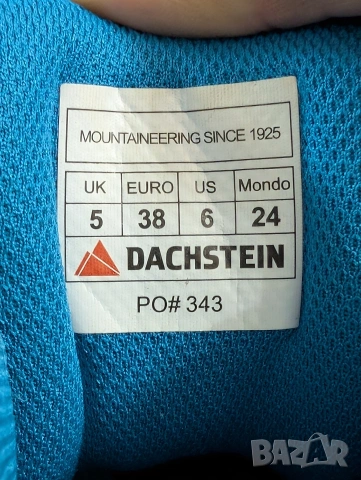 MOUNTAINEERING SINCE 1925
UK EURO US Mondo
5 38 6 24
DACHSTEIN
PO# 343
BAZAR